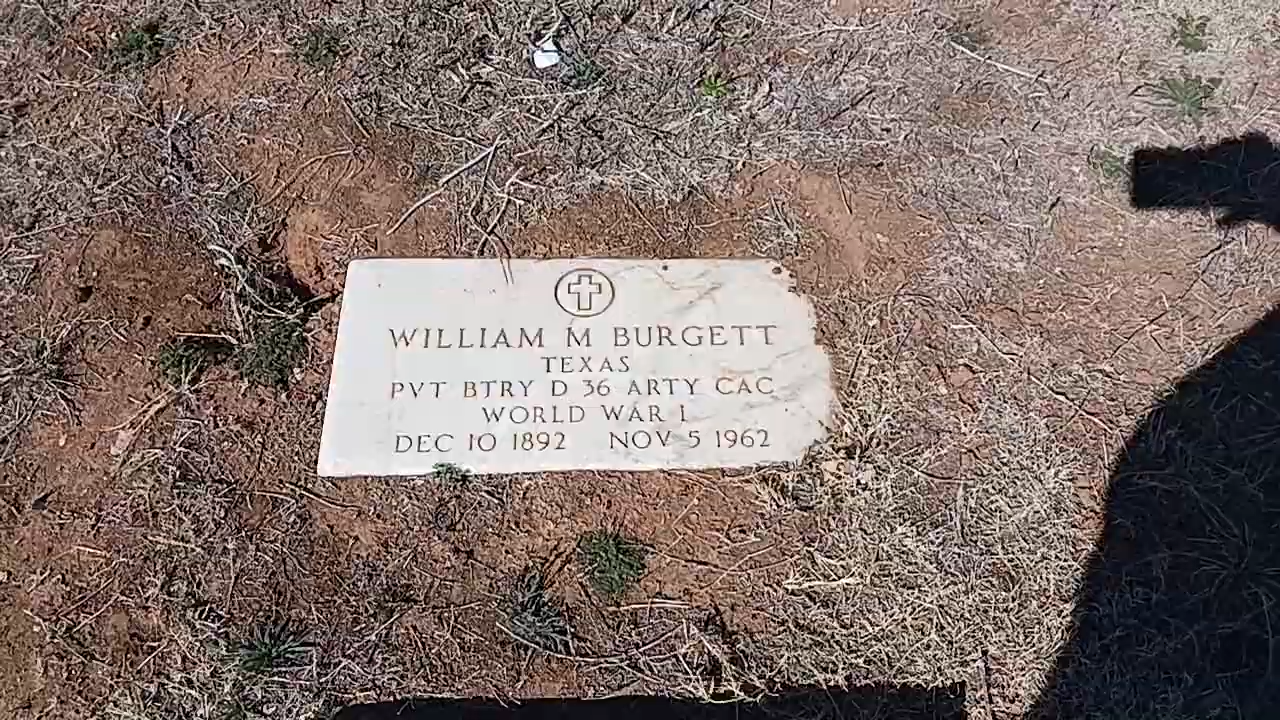 WILLIAM M BURGETT
TEXAS
PVT BTRY D 36 ARTY CAC
WORLD WAR I
DEC 10 1892 NOV 5 1962